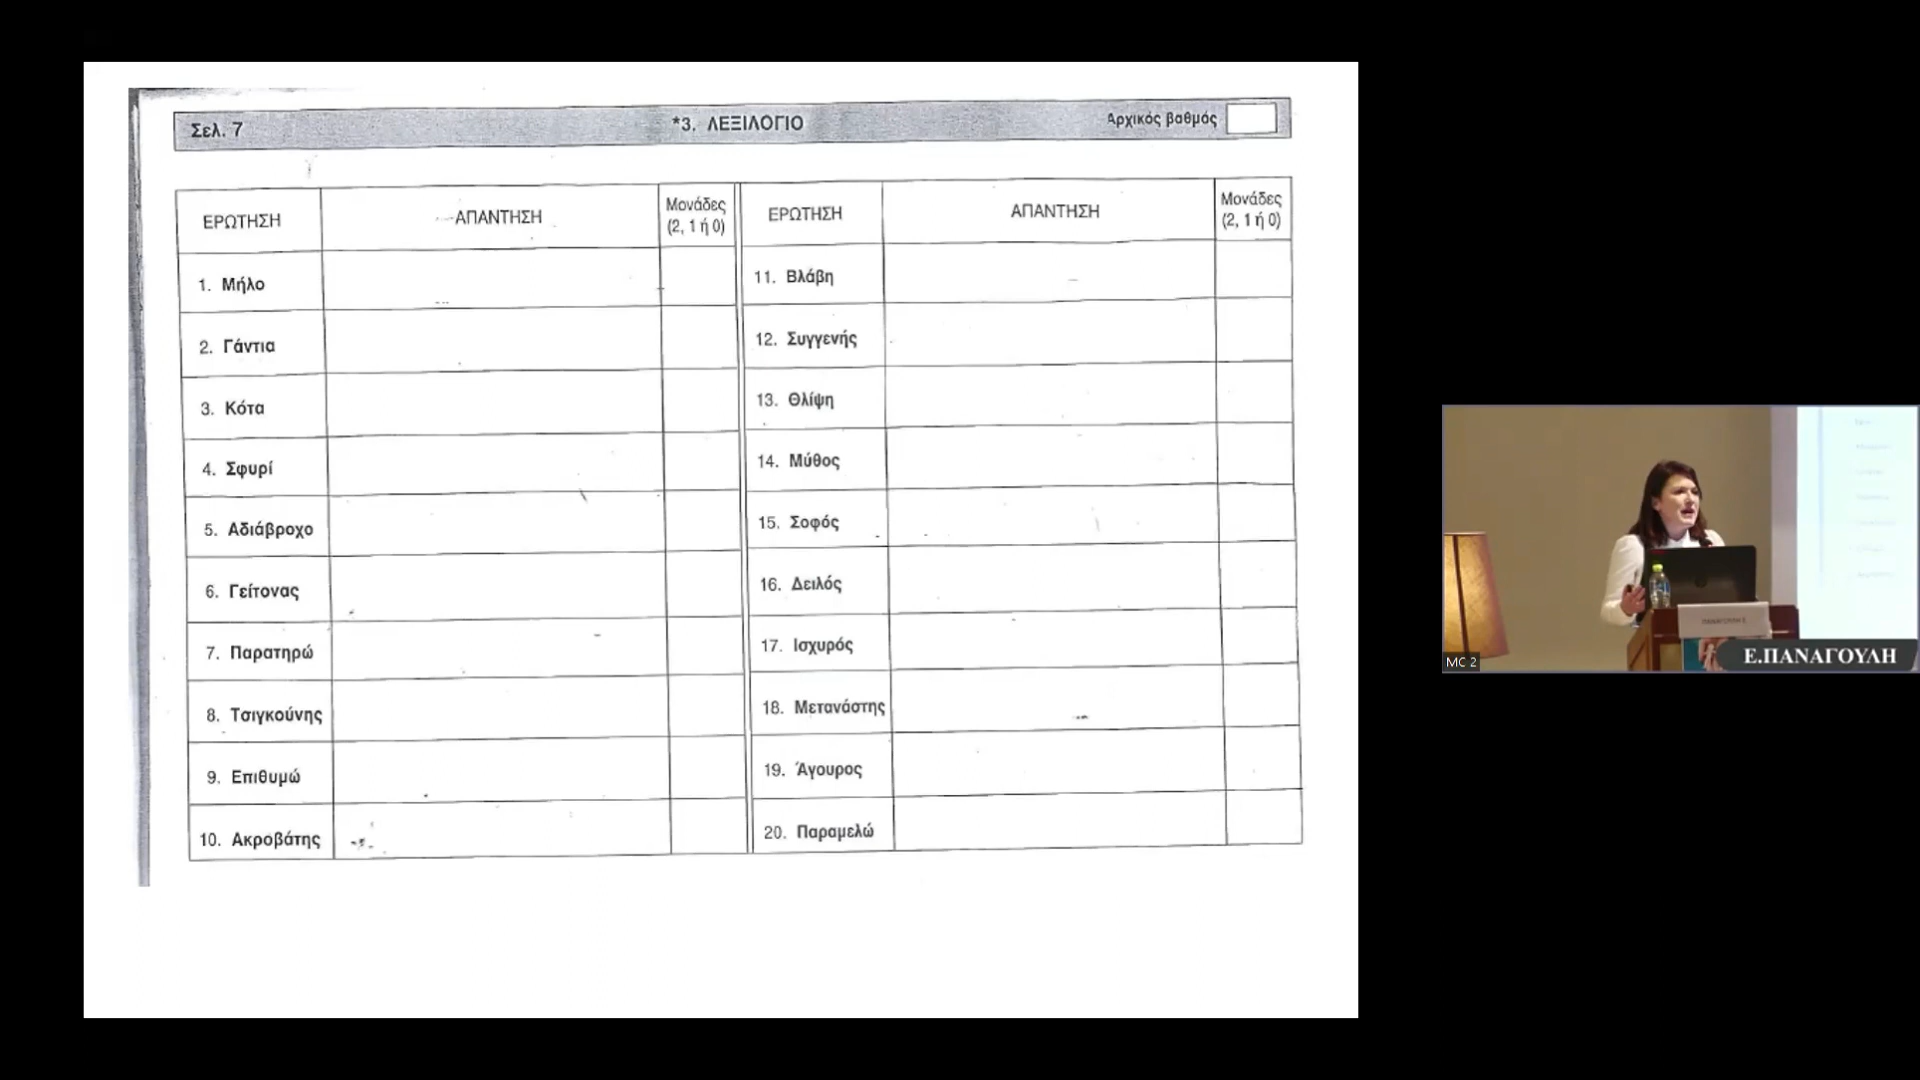 Σελ. 7 *3. ΛΕΞΙΛΟΓΙΟ Αρχικός βαθμός
ΕΡΩΤΗΣΗ ΑΠΑΝΤΗΣΗ Μονάδες (2, 1 ή 0) ΕΡΩΤΗΣΗ ΑΠΑΝΤΗΣΗ Μονάδες (2, 1 ή 0)
1. Μήλο 11. Βλάβη
2. Γάντια 12. Συγγενής
3. Κότα 13. Θλίψη
4. Σφυρί 14. Μύθος
5. Αδιάβροχο 15. Σοφός
6. Γείτονας 16. Δειλός
7. Παρατηρώ 17. Ισχυρός
8. Τσιγκούνης 18. Μετανάστης
9. Επιθυμώ 19. Άγουρος
10. Ακροβάτης 20. Παραμελώ
MC 2
Ε.ΠΑΝΑΓΟΥΛΗ